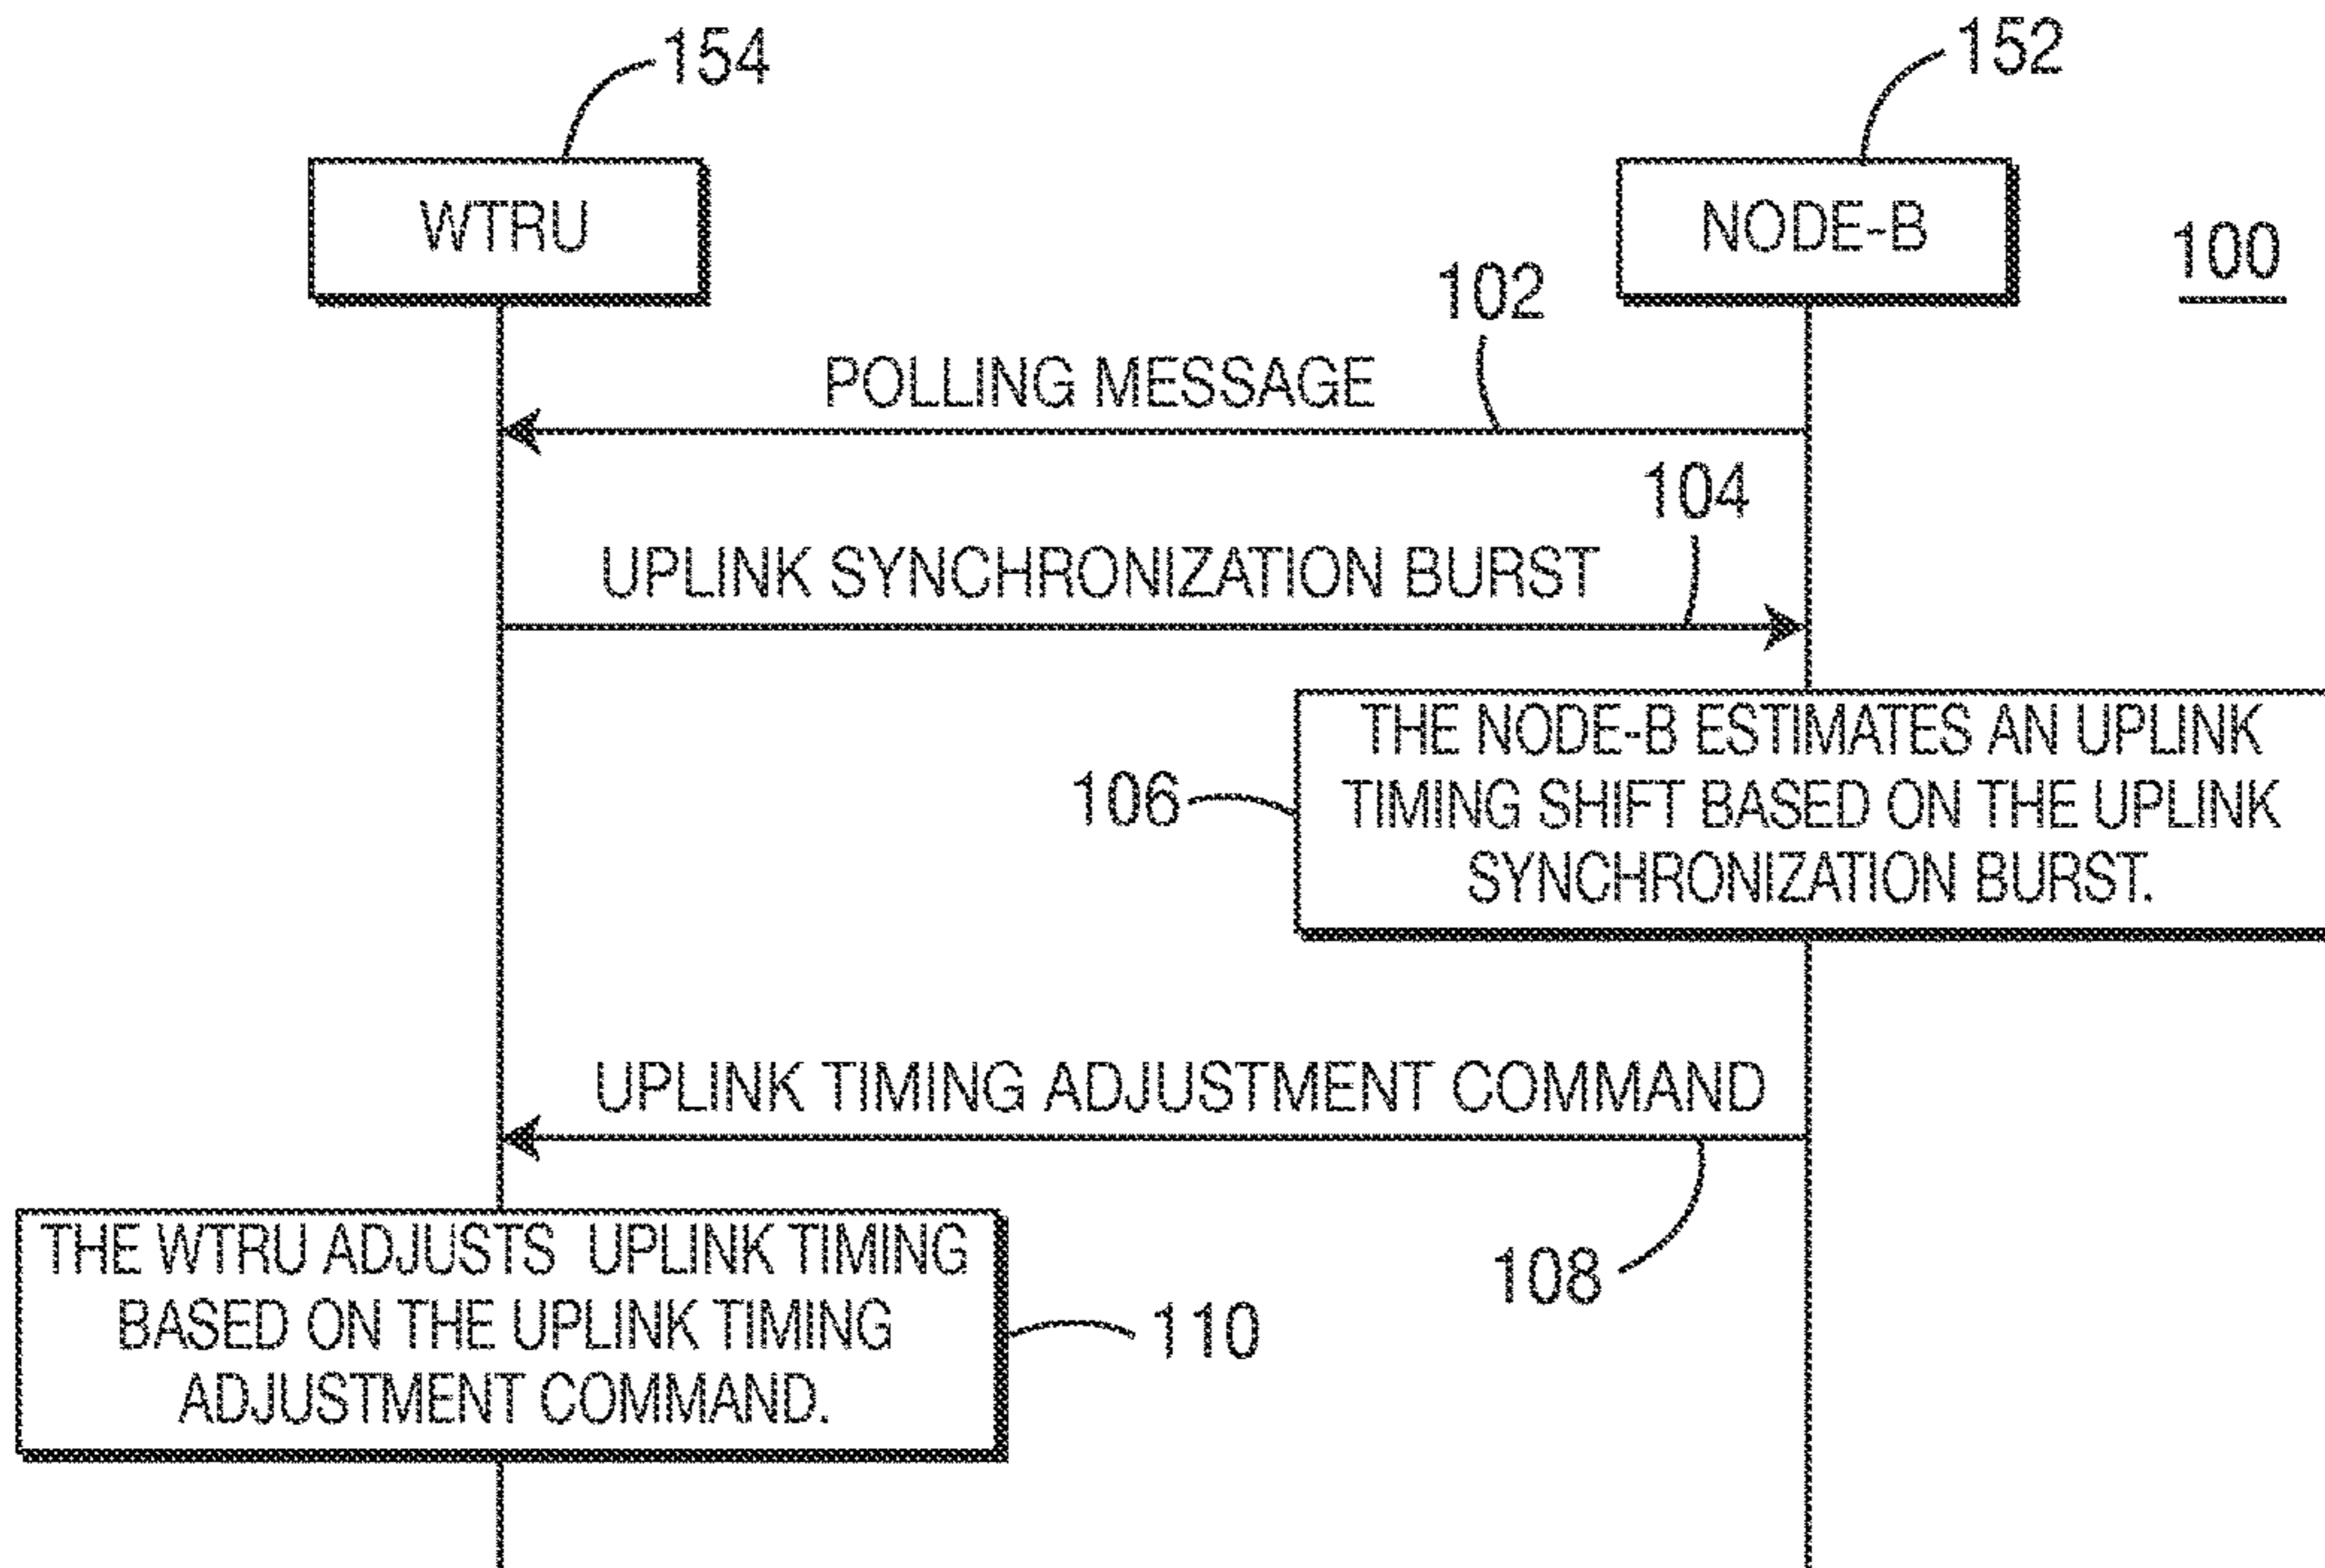 154
152
WTRU
NODE-B
100
102
POLLING MESSAGE
104
UPLINK SYNCHRONIZATION BURST
THE NODE-B ESTIMATES AN UPLINK
106
TIMING SHIFT BASED ON THE UPLINK
SYNCHRONIZATION BURST.
UPLINK TIMING ADJUSTMENT COMMAND
108
THE WTRU ADJUSTS UPLINK TIMING
BASED ON THE UPLINK TIMING
110
ADJUSTMENT COMMAND.